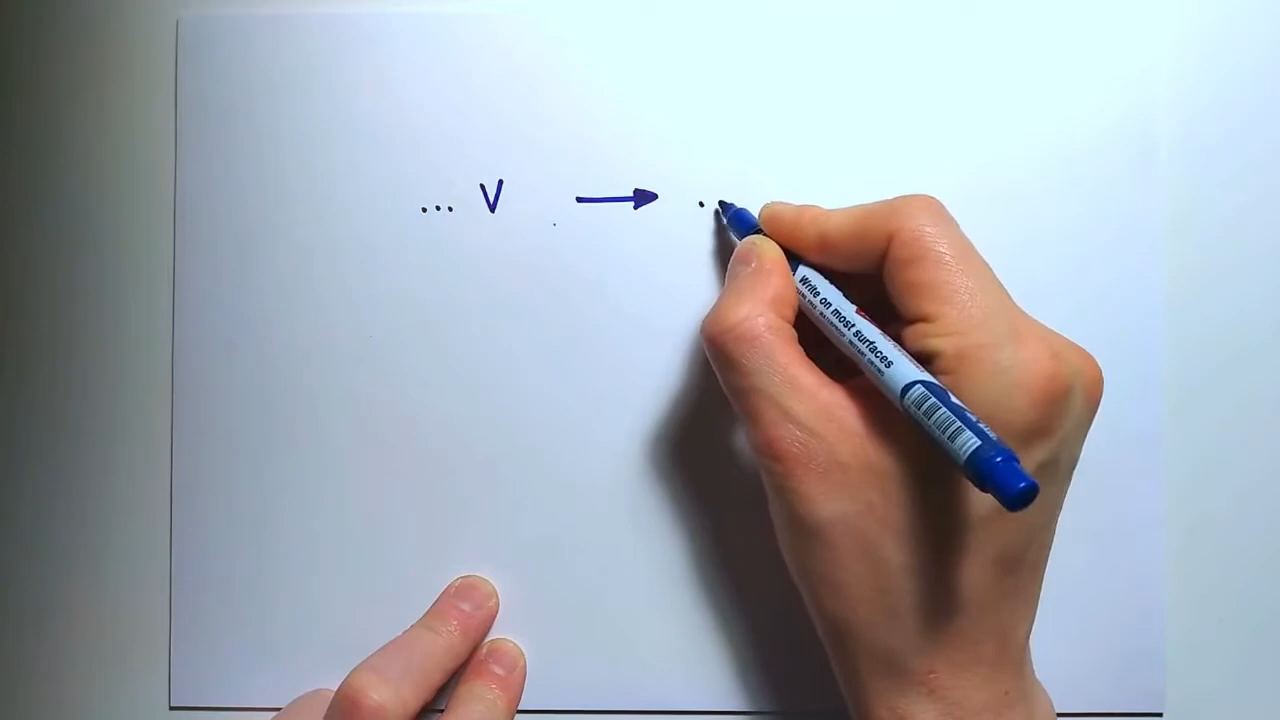 ... V → ..
Write on most surfaces